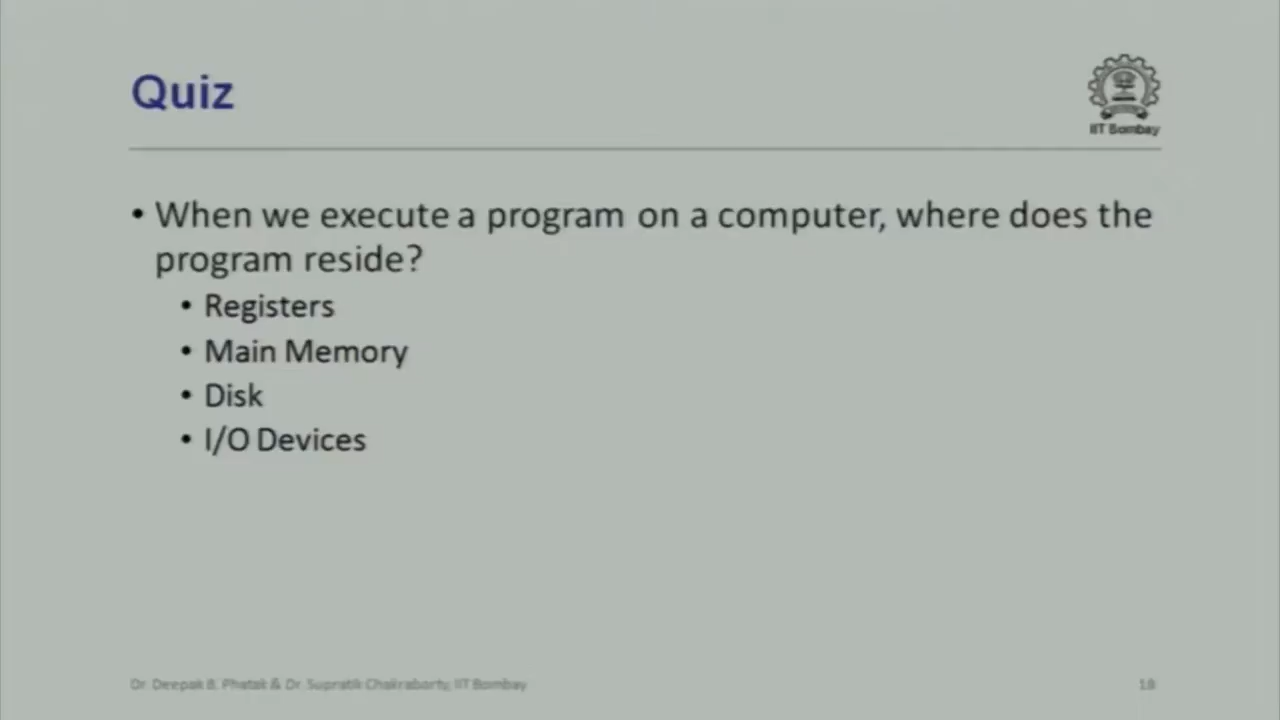 Quiz
IIT Bombay
• When we execute a program on a computer, where does the
program reside?
• Registers
• Main Memory
• Disk
• I/O Devices
Dr. Deepak B. Phatak & Dr. Supratik Chakraborty, IIT Bombay
18